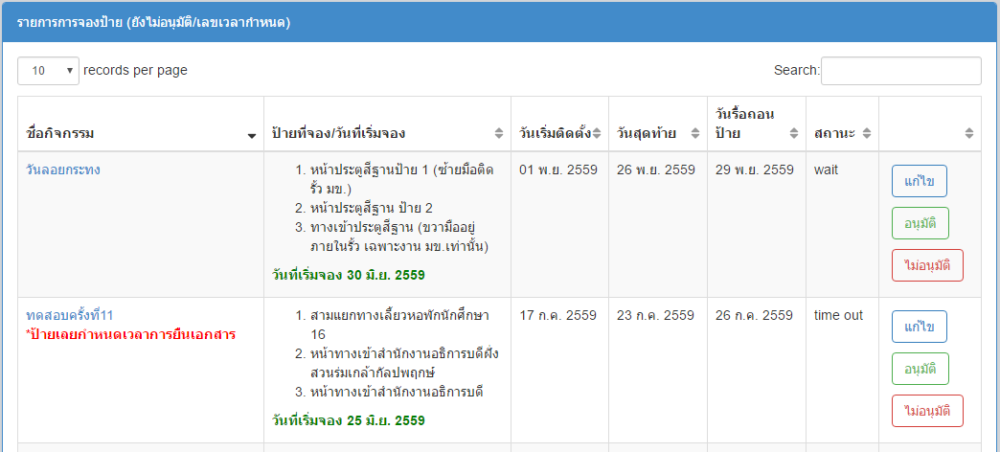 รายการการจองป้าย (ยังไม่อนุมัติ/เลขเวลากำหนด)
10 records per page
Search:
ชื่อกิจกรรม
ป้ายที่จอง/วันที่เริ่มจอง
วันเริ่มติดตั้ง
วันสุดท้าย
วันรื้อถอน
ป้าย
สถานะ
วันลอยกระทง
1. หน้าประตูสีฐานป้าย 1 (ซ้ายมือติด
รั้ว มข.)
2. หน้าประตูสีฐาน ป้าย 2
3. ทางเข้าประตูสีฐาน (ขวามืออยู่
ภายในรั้ว เฉพาะงาน มข.เท่านั้น)
วันที่เริ่มจอง 30 มิ.ย. 2559
01 พ.ย. 2559
26 พ.ย. 2559
29 พ.ย. 2559
wait
แก้ไข
อนุมัติ
ไม่อนุมัติ
ทดสอบครั้งที่11
*ป้ายเลยกำหนดเวลาการยืนเอกสาร
1. สามแยกทางเลี้ยวหอพักนักศึกษา
16
2. หน้าทางเข้าสำนักงานอธิการบดีฝั่ง
สวนร่มเกล้ากัลปพฤกษ์
3. หน้าทางเข้าสำนักงานอธิการบดี
วันที่เริ่มจอง 25 มิ.ย. 2559
17 ก.ค. 2559
23 ก.ค. 2559
26 ก.ค. 2559
time out
แก้ไข
อนุมัติ
ไม่อนุมัติ